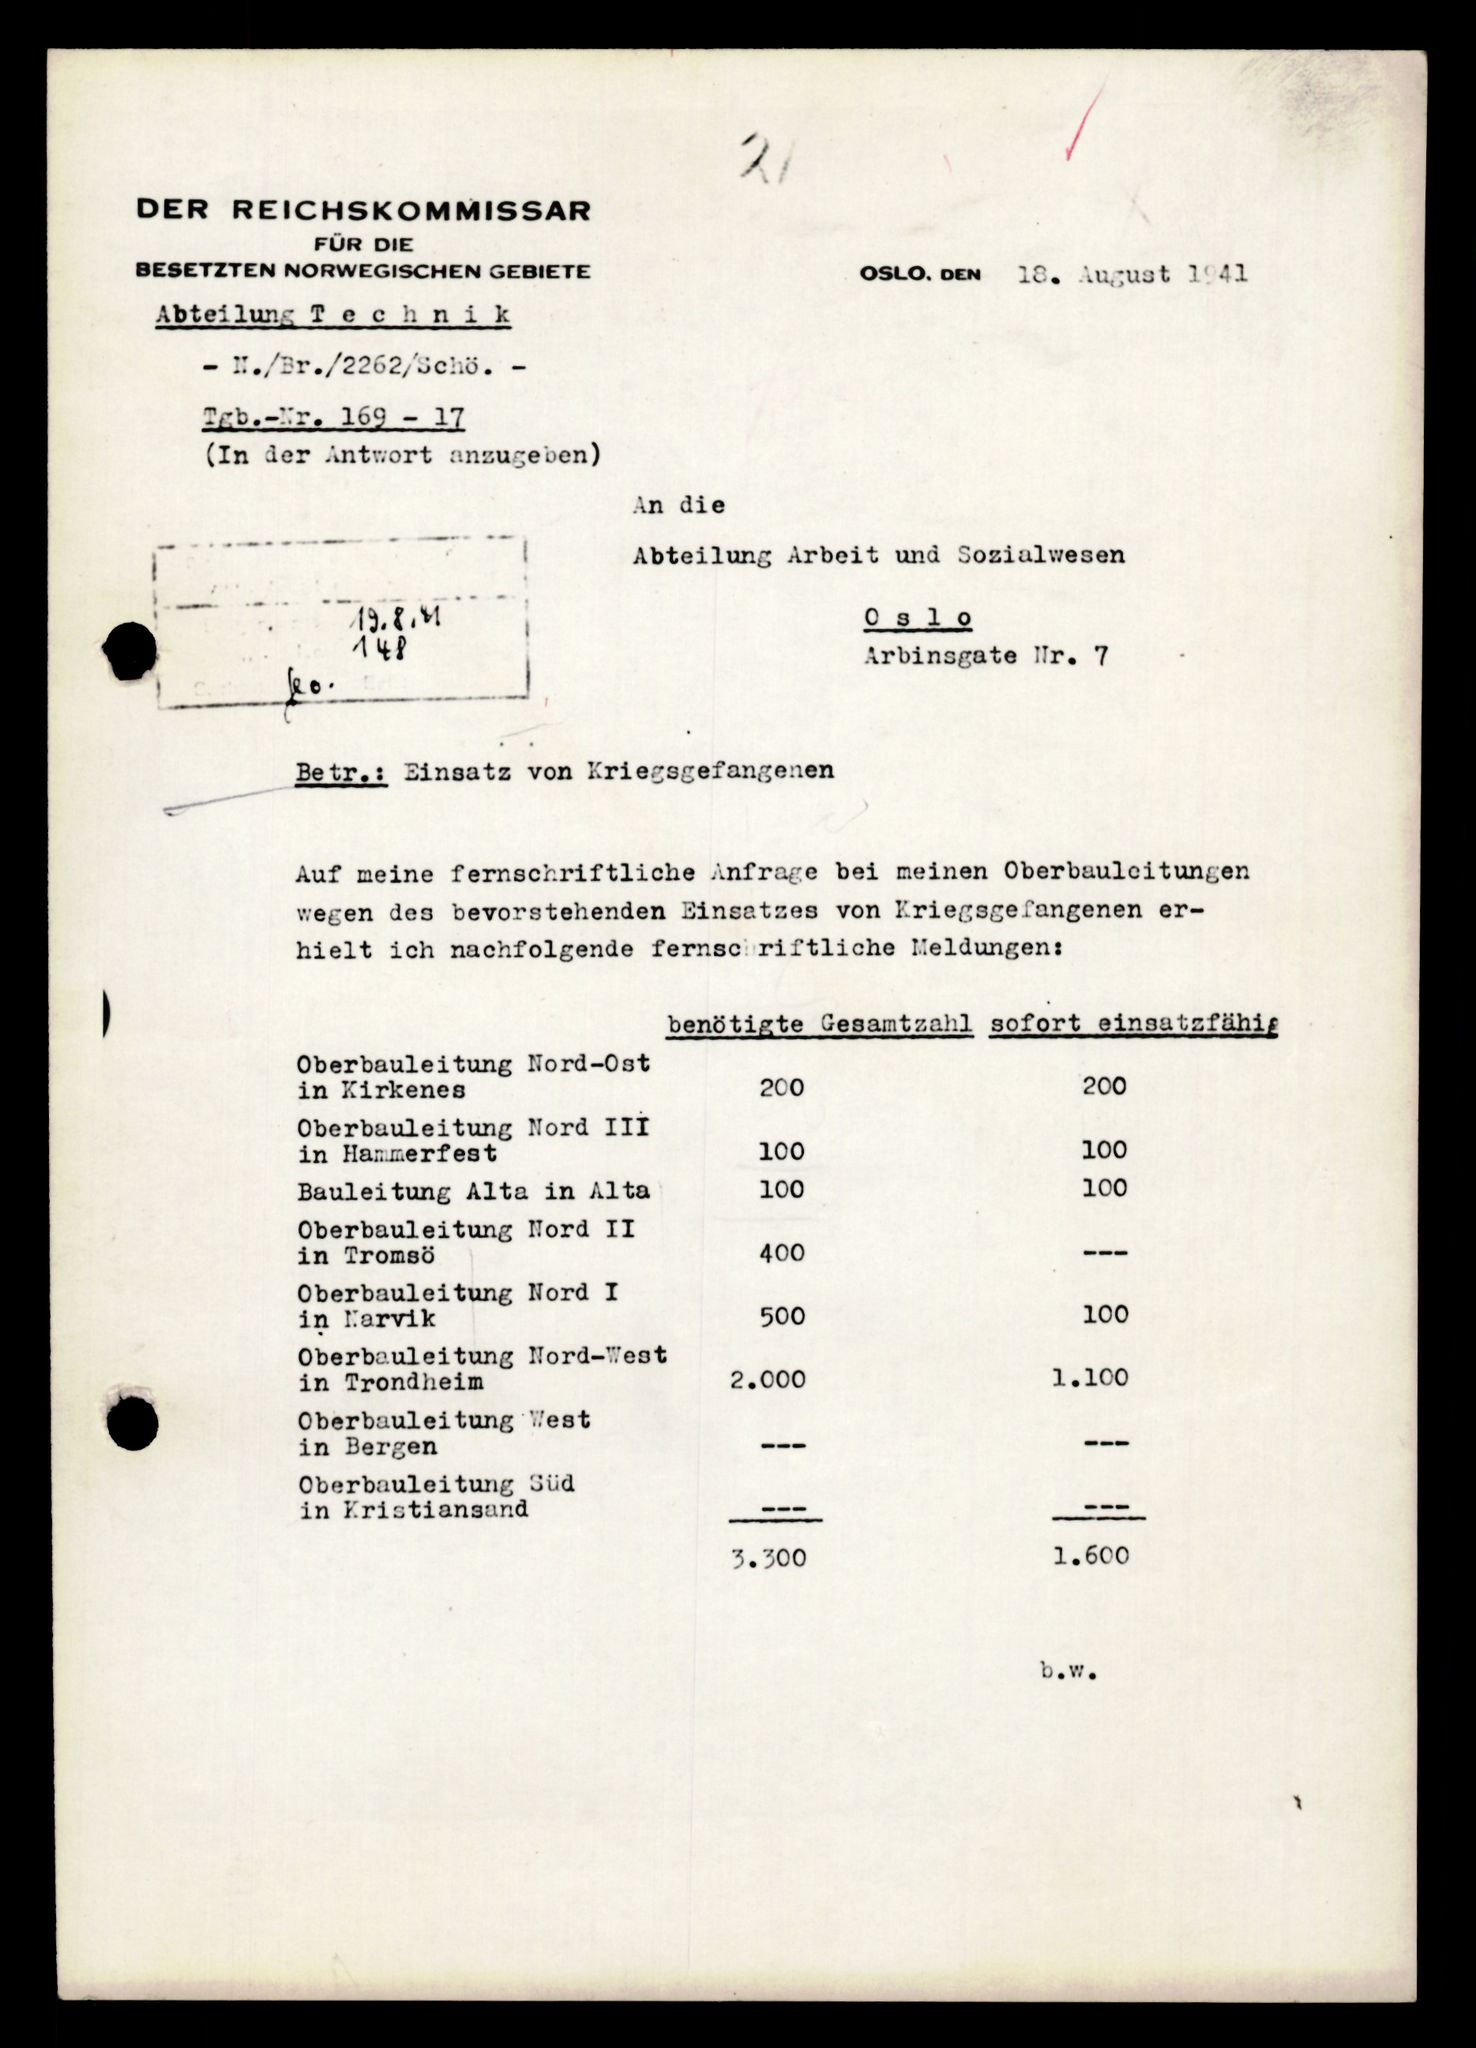 21
DER REICHSKOMMISSAR
FÜR DIE
BESETZTEN NORWEGISCHEN GEBIETE
OSLO. DEN 18. August 1941
Abteilung T e c h n i k
- N./Br./2262/Schö. -
Tgb.-Nr. 169 - 17
(In der Antwort anzugeben)
An die
Abteilung Arbeit und Sozialwesen
O s l o
Arbinsgate Nr. 7
19.8.41
148
Betr.: Einsatz von Kriegsgefangenen
Auf meine fernschriftliche Anfrage bei meinen Oberbauleitungen
wegen des bevorstehenden Einsatzes von Kriegsgefangenen er-
hielt ich nachfolgende fernschriftliche Meldungen:
benötigte Gesamtzahl sofort einsatzfähig
Oberbauleitung Nord-Ost
in Kirkenes 200 200
Oberbauleitung Nord III
in Hammerfest 100 100
Bauleitung Alta in Alta 100 100
Oberbauleitung Nord II
in Tromsö 400 ---
Oberbauleitung Nord I
in Narvik 500 100
Oberbauleitung Nord-West
in Trondheim 2.000 1.100
Oberbauleitung West
in Bergen --- ---
Oberbauleitung Süd
in Kristiansand --- ---
3.300 1.600
b.w.